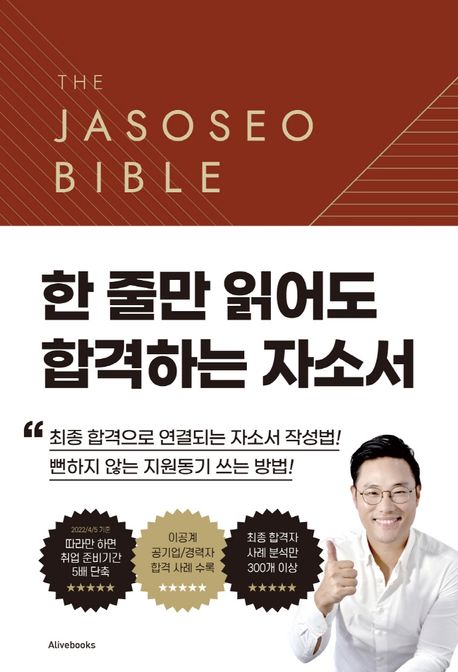 THE
JASOSEO
BIBLE
한 줄만 읽어도
합격하는 자소서
“ 최종 합격으로 연결되는 자소서 작성법!
뻔하지 않는 지원동기 쓰는 방법!
2022/4/5 기준
따라만 하면
취업 준비기간
5배 단축
★★★★★
이공계
공기업/경력자
합격 사례 수록
★★★★★
최종 합격자
사례 분석만
300개 이상
★★★★★
Alivebooks